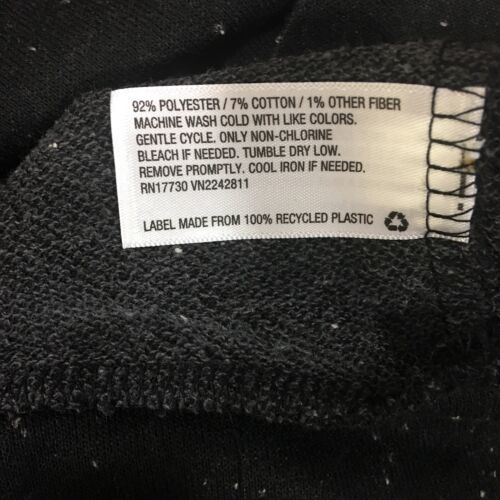 92% POLYESTER / 7% COTTON / 1% OTHER FIBER
MACHINE WASH COLD WITH LIKE COLORS.
GENTLE CYCLE. ONLY NON-CHLORINE
BLEACH IF NEEDED. TUMBLE DRY LOW.
REMOVE PROMPTLY. COOL IRON IF NEEDED.
RN17730 VN2242811
LABEL MADE FROM 100% RECYCLED PLASTIC